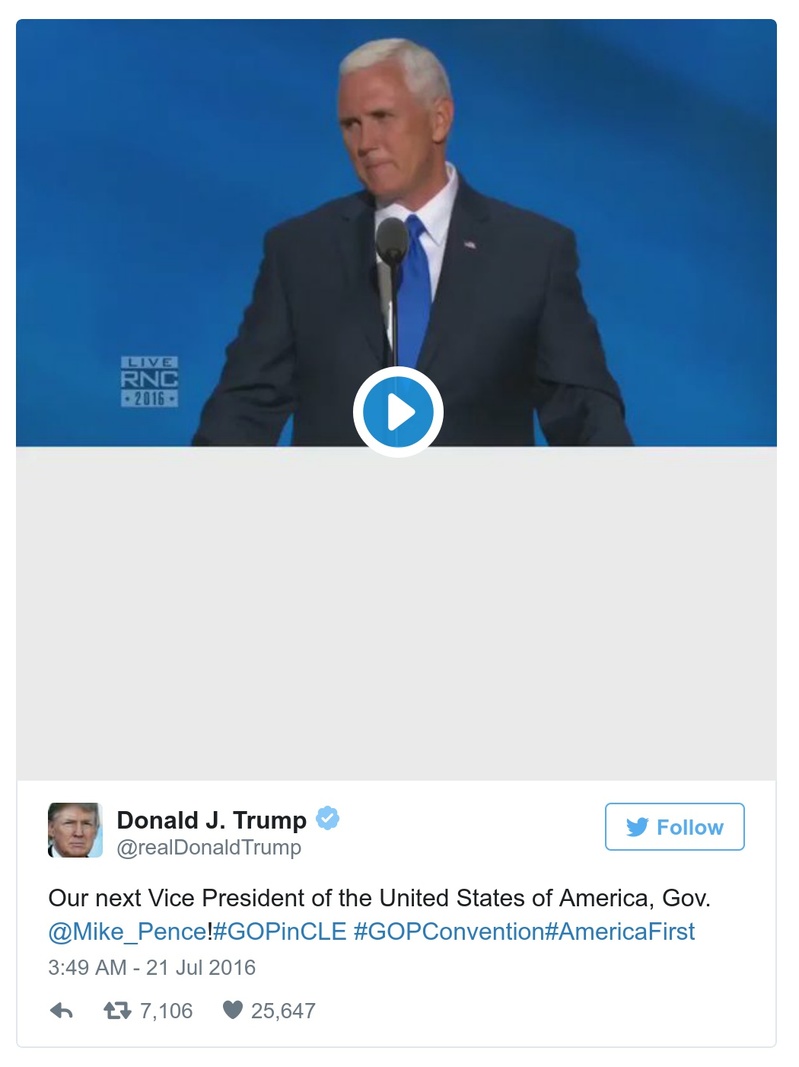 LIVE
RNC
• 2016 •
Donald J. Trump
@realDonaldTrump
Follow
Our next Vice President of the United States of America, Gov.
@Mike_Pence!#GOPinCLE #GOPConvention#AmericaFirst
3:49 AM - 21 Jul 2016
7,106 25,647